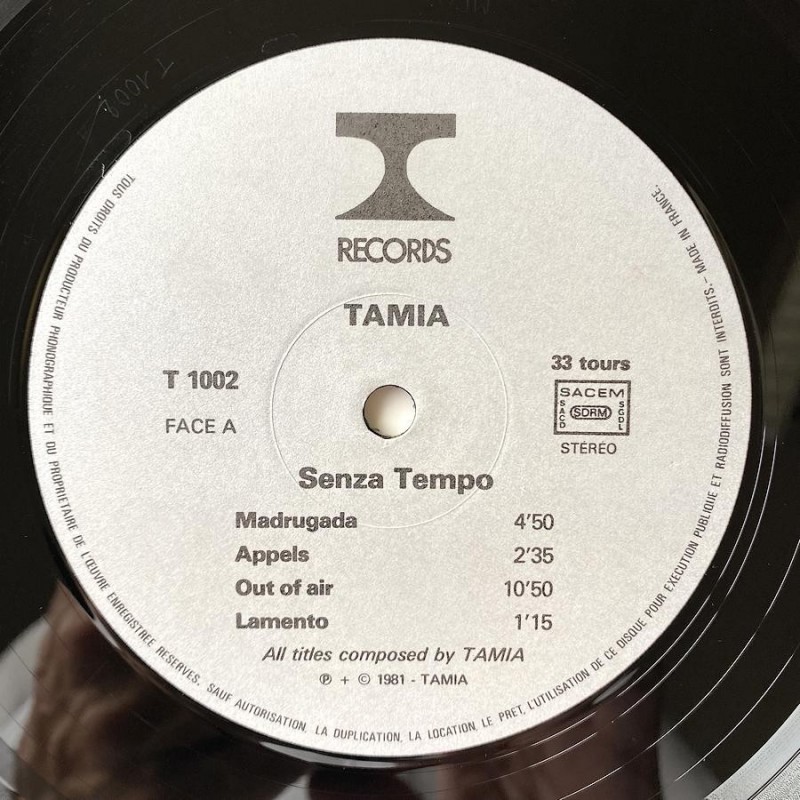 T 1002
RECORDS
TAMIA
T 1002
FACE A
33 tours
SACEM
SACD SDRM SGDL
STÉRÉO
Senza Tempo
Madrugada 4'50
Appels 2'35
Out of air 10'50
Lamento 1'15
All titles composed by TAMIA
℗ + © 1981 - TAMIA
TOUS DROITS DU PRODUCTEUR PHONOGRAPHIQUE ET DU PROPRIETAIRE DE L'ŒUVRE ENREGISTREE RESERVES. SAUF AUTORISATION, LA DUPLICATION, LA LOCATION, LE PRET, L'UTILISATION DE CE DISQUE POUR EXECUTION PUBLIQUE ET RADIODIFFUSION SONT INTERDITS. - MADE IN FRANCE.